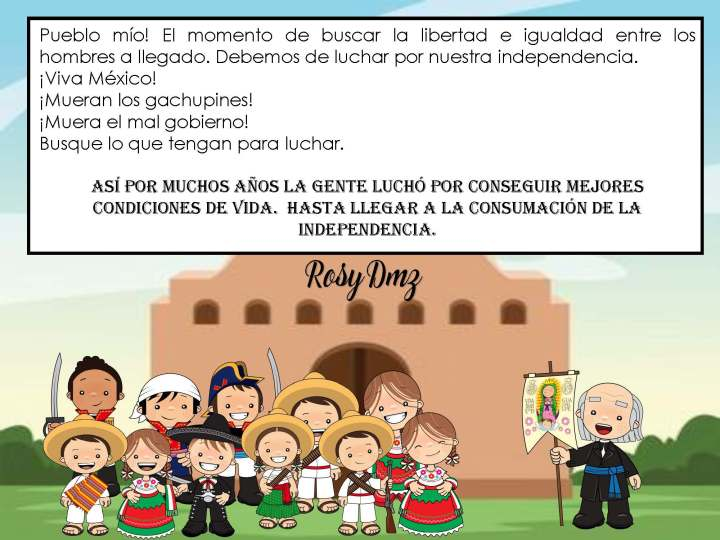 Pueblo mío! El momento de buscar la libertad e igualdad entre los
hombres a llegado. Debemos de luchar por nuestra independencia.
¡Viva México!
¡Mueran los gachupines!
¡Muera el mal gobierno!
Busque lo que tengan para luchar.
ASÍ POR MUCHOS AÑOS LA GENTE LUCHÓ POR CONSEGUIR MEJORES
CONDICIONES DE VIDA. HASTA LLEGAR A LA CONSUMACIÓN DE LA
INDEPENDENCIA.
Rosy Dmz